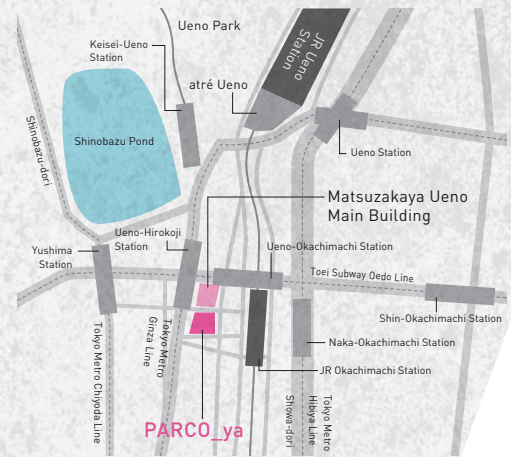 Ueno Park
Keisei-Ueno
Station
JR Ueno
Station
atré Ueno
Shinobazu-dori
Shinobazu Pond
Ueno Station
Matsuzakaya Ueno
Main Building
Ueno-Hirokoji
Station
Yushima
Station
Ueno-Okachimachi Station
Toei Subway Oedo Line
Shin-Okachimachi Station
Naka-Okachimachi Station
JR Okachimachi Station
Tokyo Metro Chiyoda Line
Tokyo Metro
Ginza Line
Showa-dori
Tokyo Metro
Hibiya Line
PARCO_ya